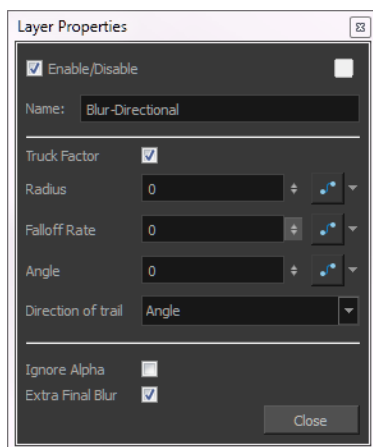 Layer Properties
Enable/Disable
Name: Blur-Directional
Truck Factor
Radius 0
Falloff Rate 0
Angle 0
Direction of trail Angle
Ignore Alpha
Extra Final Blur
Close